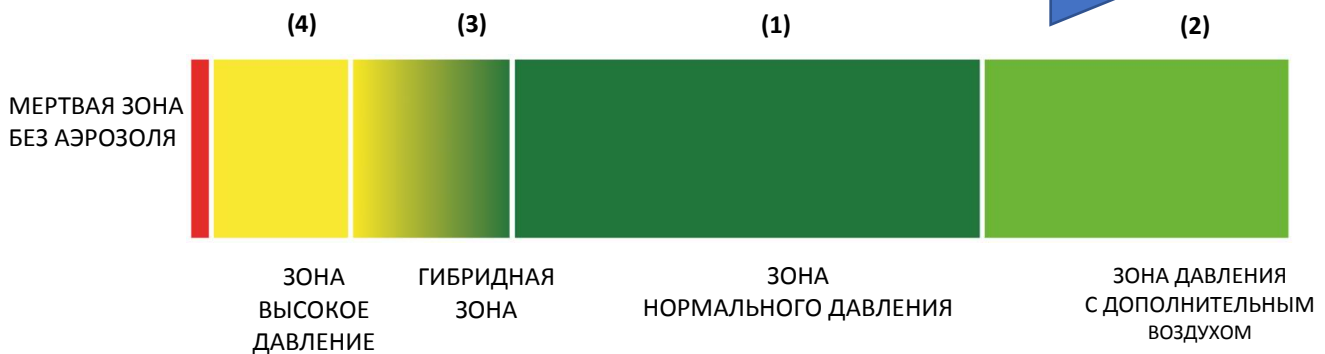 (4) (3) (1) (2)
МЕРТВАЯ ЗОНА
БЕЗ АЭРОЗОЛЯ
ЗОНА
ВЫСОКОЕ
ДАВЛЕНИЕ
ГИБРИДНАЯ
ЗОНА
ЗОНА
НОРМАЛЬНОГО ДАВЛЕНИЯ
ЗОНА ДАВЛЕНИЯ
С ДОПОЛНИТЕЛЬНЫМ
ВОЗДУХОМ